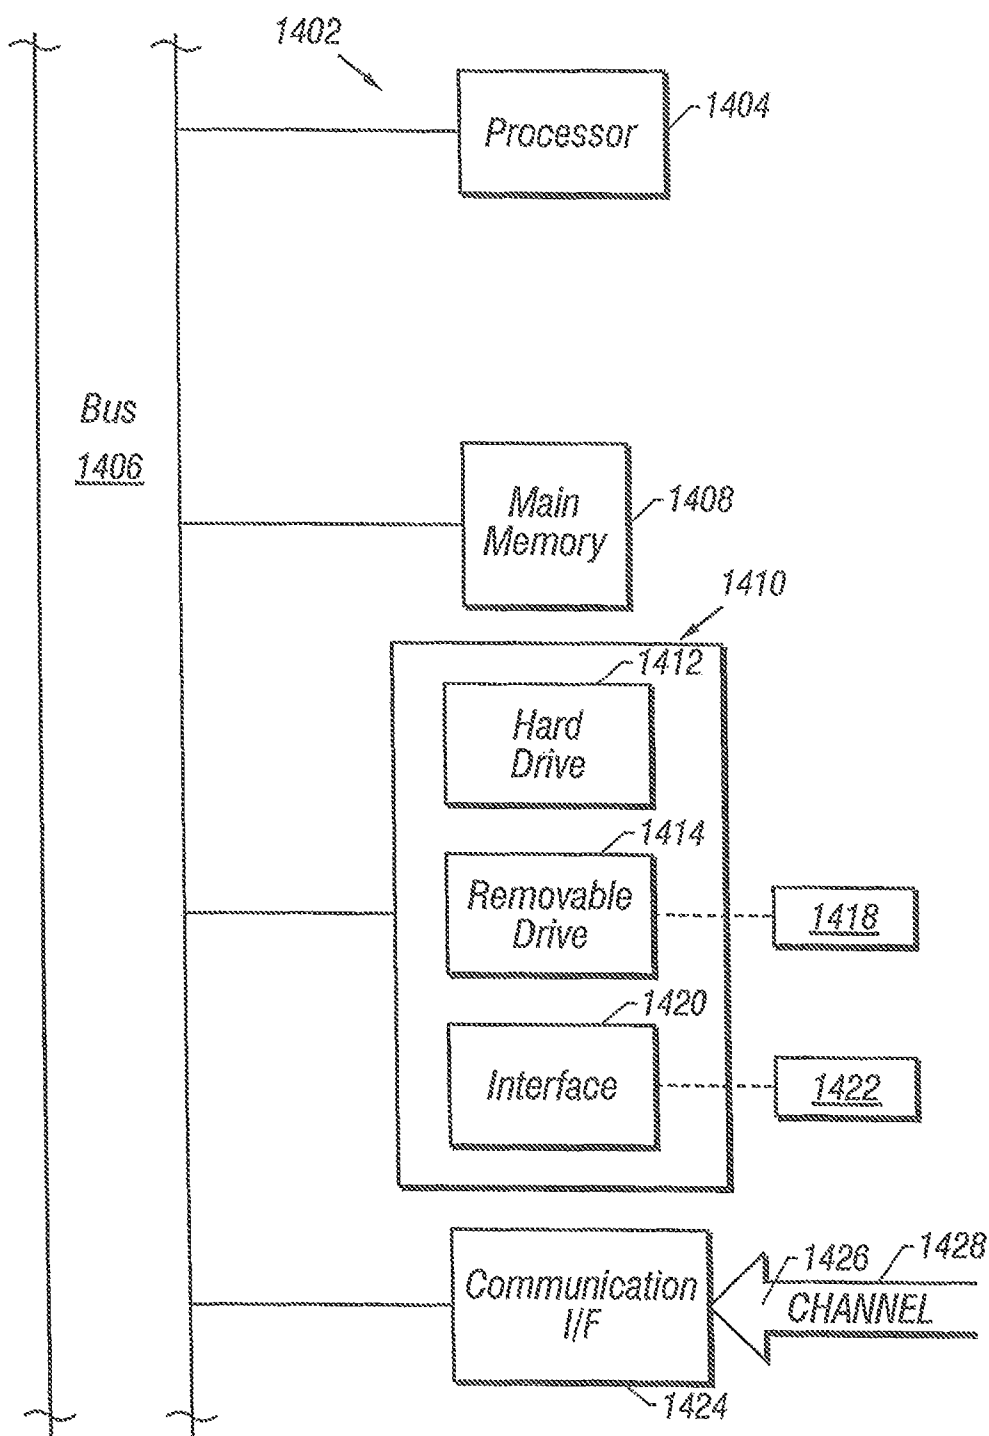 1402
Processor
1404
Bus
1406
Main
Memory
1408
1410
1412
Hard
Drive
1414
Removable
Drive
1418
1420
Interface
1422
Communication
I/F
1426
1428
CHANNEL
1424